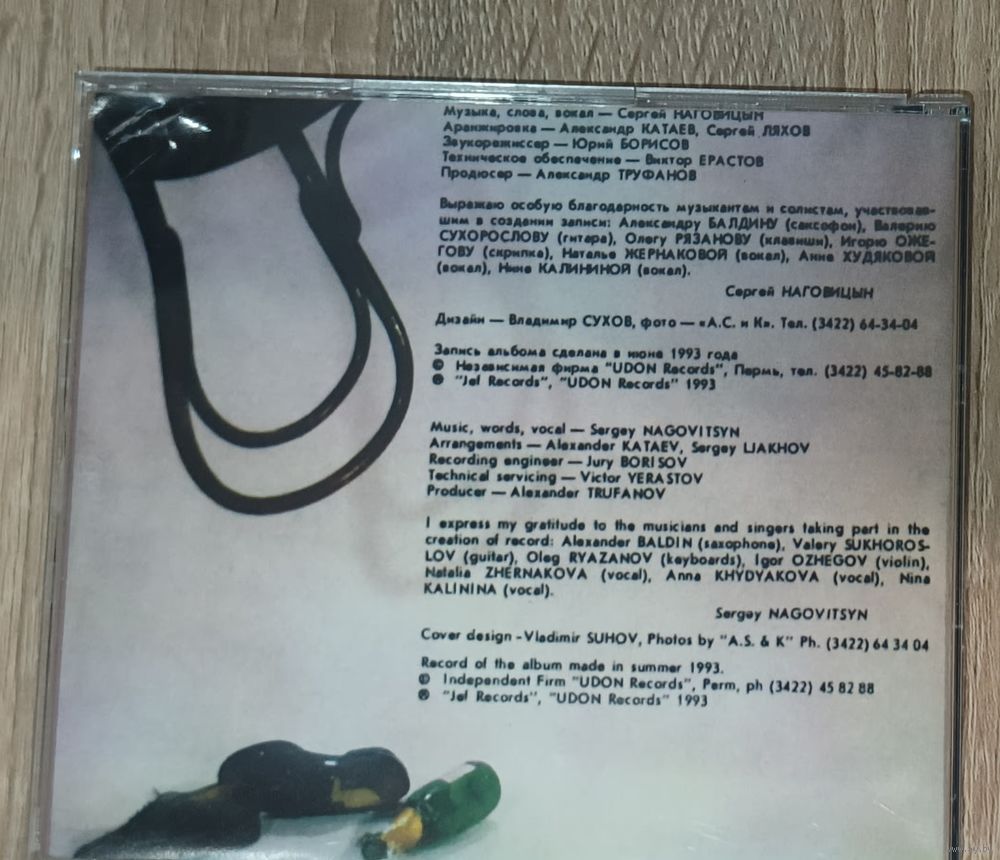 Музыка, слова, вокал — Сергей НАГОВИЦЫН
Аранжировка — Александр КАТАЕВ, Сергей ЛЯХОВ
Звукорежиссер — Юрий БОРИСОВ
Техническое обеспечение — Виктор ЕРАСТОВ
Продюсер — Александр ТРУФАНОВ
Выражаю особую благодарность музыкантам и солистам, участвовав-
шим в создании записи: Александру БАЛДИНУ (саксофон), Валерию
СУХОРОСЛОВУ (гитара), Олегу РЯЗАНОВУ (клавиши), Игорю ОЖЕ-
ГОВУ (скрипка), Наталье ЖЕРНАКОВОЙ (вокал), Анне ХУДЯКОВОЙ
(вокал), Нине КАЛИНИНОЙ (вокал).
Сергей НАГОВИЦЫН
Дизайн — Владимир СУХОВ, фото — «А.С. и К». Тел. (3422) 64-34-04
Запись альбома сделана в июне 1993 года
© Независимая фирма "UDON Records", Пермь, тел. (3422) 45-82-88
℗ "Jef Records", "UDON Records" 1993
Music, words, vocal — Sergey NAGOVITSYN
Arrangements — Alexander KATAEV, Sergey LJAKHOV
Recording engineer — Jury BORISOV
Technical servicing — Victor YERASTOV
Producer — Alexander TRUFANOV
I express my gratitude to the musicians and singers taking part in the
creation of record: Alexander BALDIN (saxophone), Valery SUKHOROS-
LOV (guitar), Oleg RYAZANOV (keyboards), Igor OZHEGOV (violin),
Natalia ZHERNAKOVA (vocal), Anna KHYDYAKOVA (vocal), Nina
KALININA (vocal).
Sergey NAGOVITSYN
Cover design -Vladimir SUHOV, Photos by "A.S. & K" Ph. (3422) 64 34 04
Record of the album made in summer 1993.
© Independent Firm "UDON Records", Perm, ph (3422) 45 82 88
℗ "Jef Records", "UDON Records" 1993